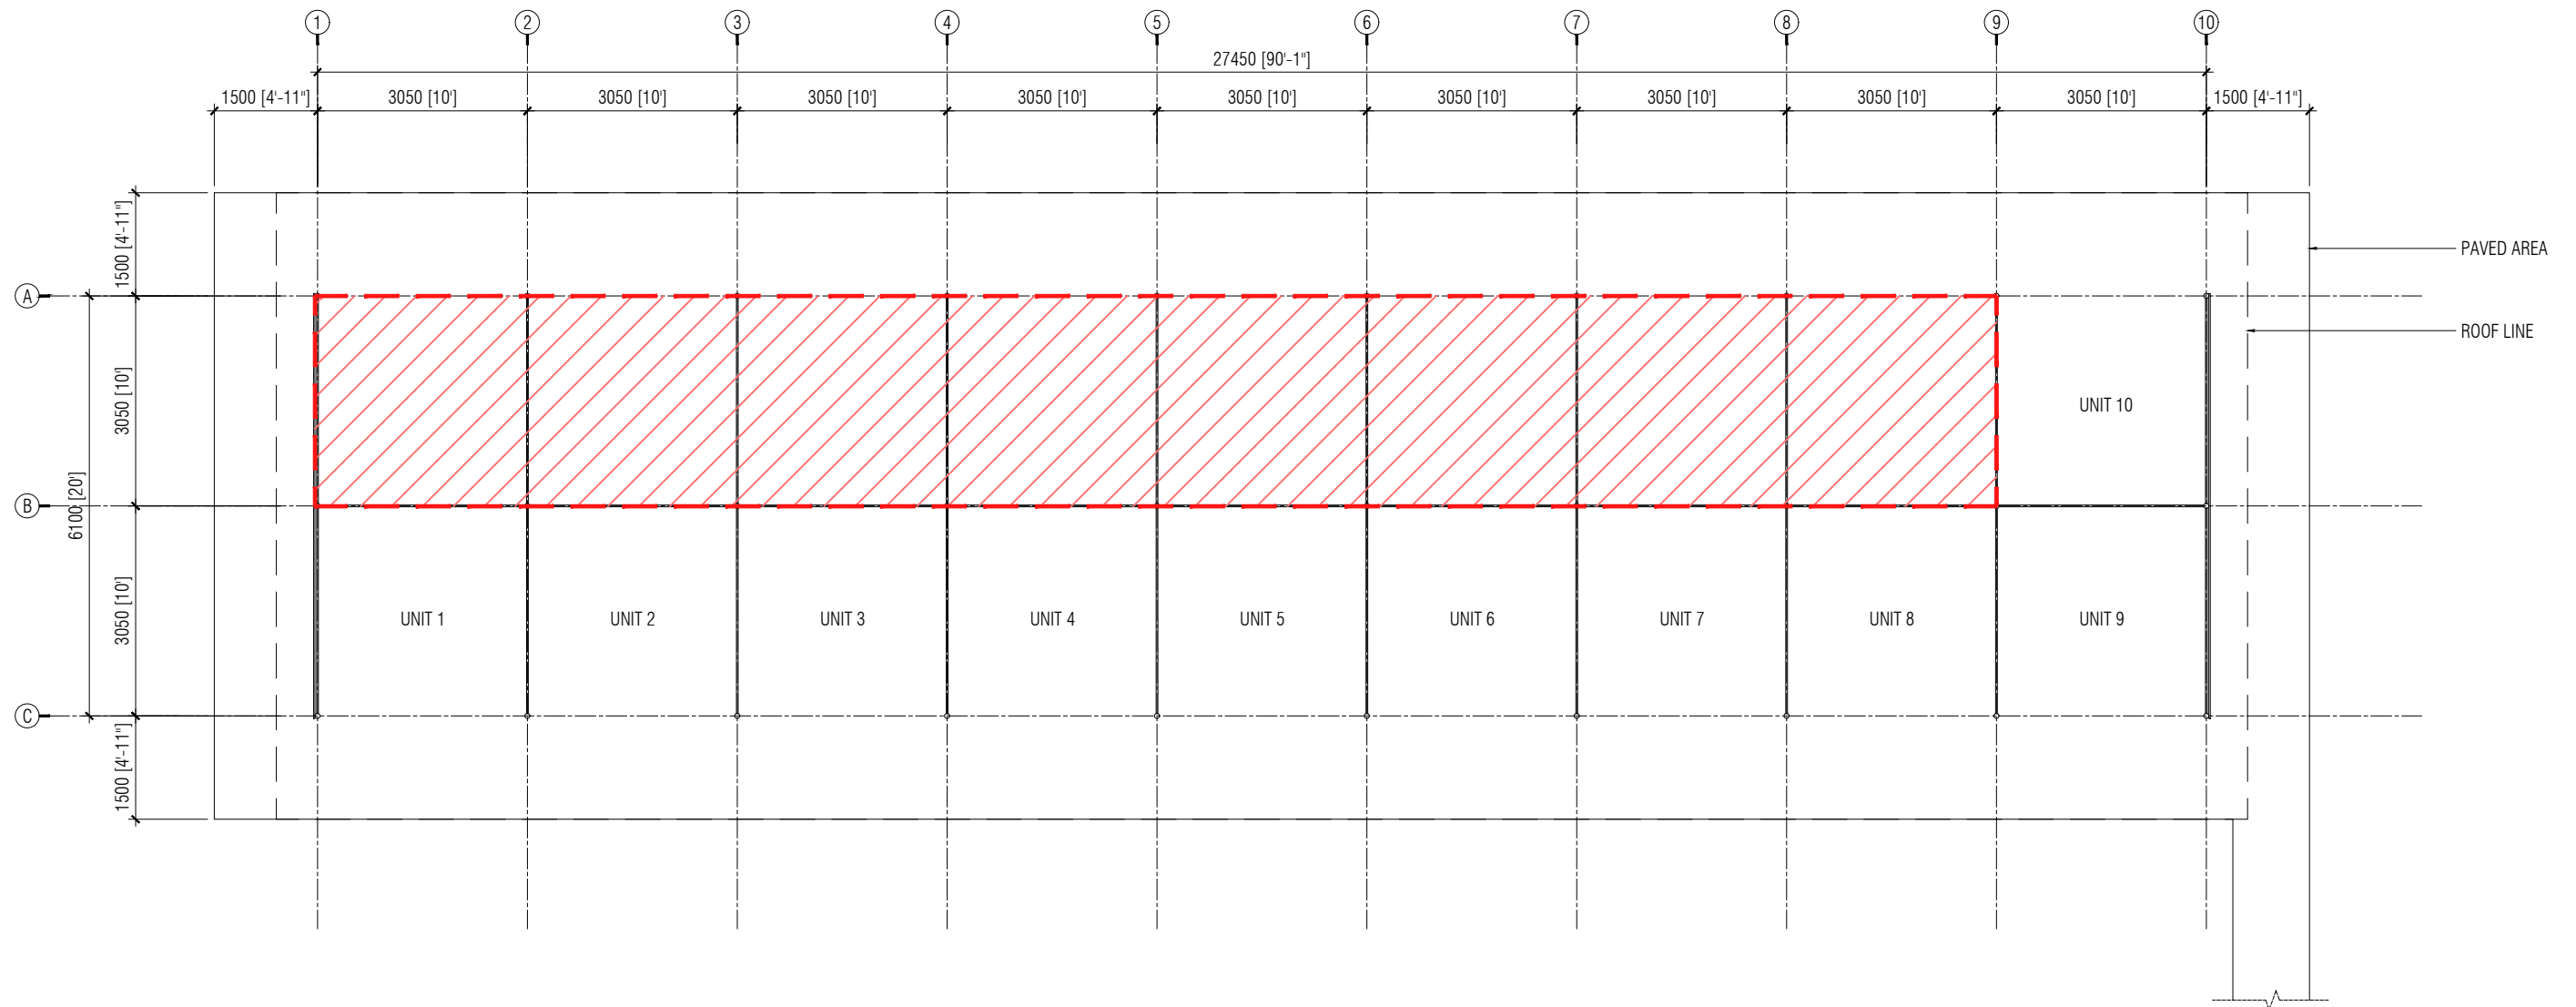 1 2 3 4 5 6 7 8 9 10
27450 [90'-1"]
1500 [4'-11"] 3050 [10'] 3050 [10'] 3050 [10'] 3050 [10'] 3050 [10'] 3050 [10'] 3050 [10'] 3050 [10'] 3050 [10'] 1500 [4'-11"]
1500 [4'-11"]
PAVED AREA
A
ROOF LINE
3050 [10']
UNIT 10
6100 [20']
B
3050 [10']
UNIT 1 UNIT 2 UNIT 3 UNIT 4 UNIT 5 UNIT 6 UNIT 7 UNIT 8 UNIT 9
C
1500 [4'-11"]